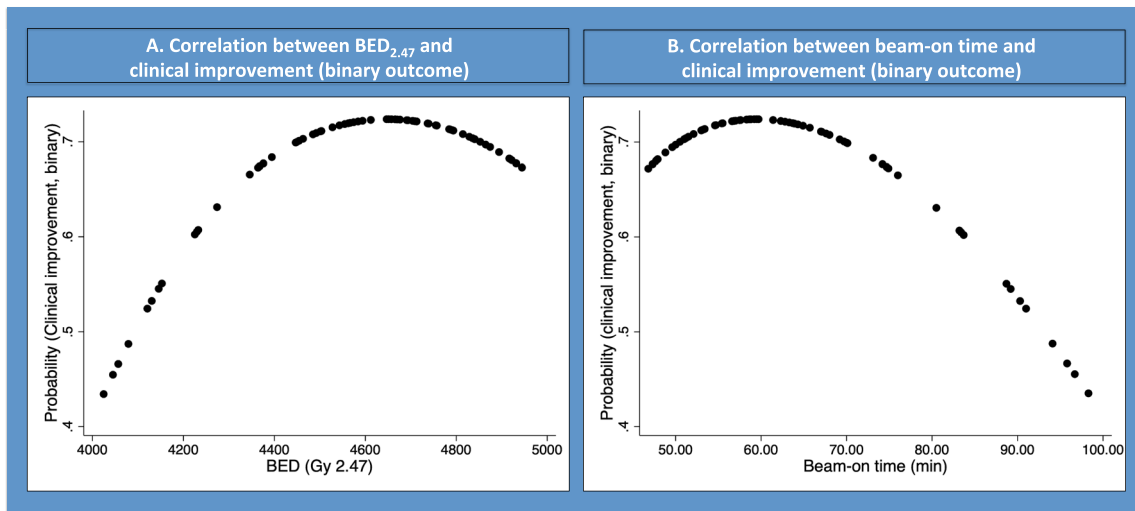 A. Correlation between BED2.47 and
clinical improvement (binary outcome)
Probability (Clinical improvement, binary)
.7
.6
.5
.4
4000 4200 4400 4600 4800 5000
BED (Gy 2.47)
B. Correlation between beam-on time and
clinical improvement (binary outcome)
Probability (clinical improvement, binary)
.7
.6
.5
.4
50.00 60.00 70.00 80.00 90.00 100.00
Beam-on time (min)